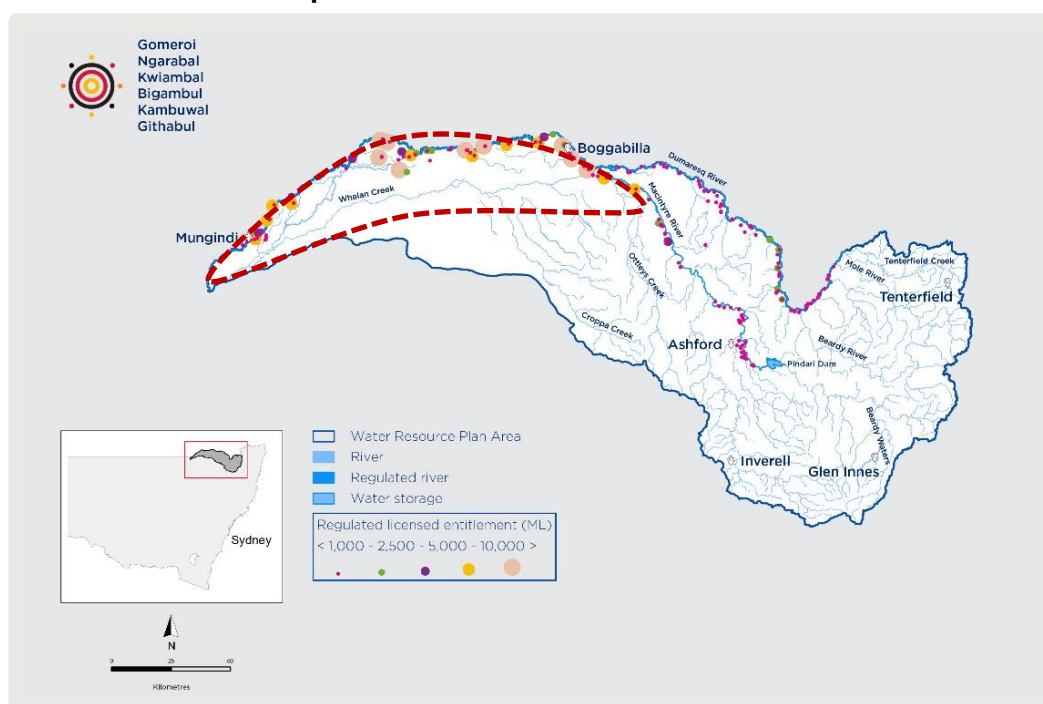 Gomeroi
Ngarabal
Kwiambal
Bigambul
Kambuwal
Githabul
Boggabilla
Dumaresq River
Whalan Creek
Macintyre River
Mungindi
Ottleys Creek
Mole River
Tenterfield Creek
Tenterfield
Croppa Creek
Ashford
Beardy River
Pindari Dam
Beardy Waters
Inverell
Glen Innes
Water Resource Plan Area
River
Regulated river
Water storage
Regulated licensed entitlement (ML)
< 1,000 - 2,500 - 5,000 - 10,000 >
Sydney
N
0 25 50
Kilometres